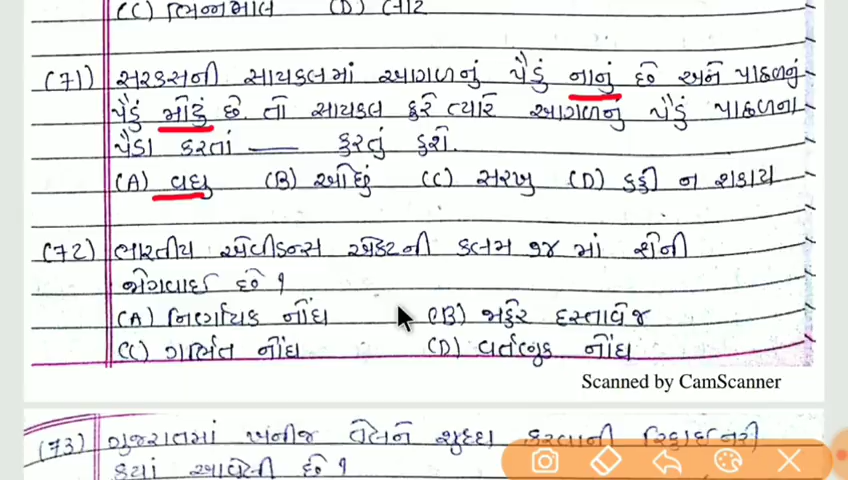 (C) ભિન્નમાલ (D) લાટ
(71) સરકસની સાયકલમાં આગળનું પૈડું નાનું છે અને પાછળનું
પૈડું મોટું છે. તો સાયકલ ફરે ત્યારે આગળનું પૈડું પાછળના
પૈડા કરતાં ___ ફરતું હશે.
(A) વધુ (B) ઓછું (C) સરખુ (D) કહી ન શકાય
(72) ભારતીય એવીડન્સ એક્ટની કલમ ૭૪ માં શેની
જોગવાઈ છે ?
(A) નિર્ણાયક નોંધ (B) જાહેર દસ્તાવેજ
(C) ગર્ભિત નોંધ (D) વર્તણુક નોંધ
Scanned by CamScanner
(73) ગુજરાતમાં ખનીજ તેલને શુધ્ધ કરવાની રિફાઈનરી
ક્યાં આવેલી છે ?